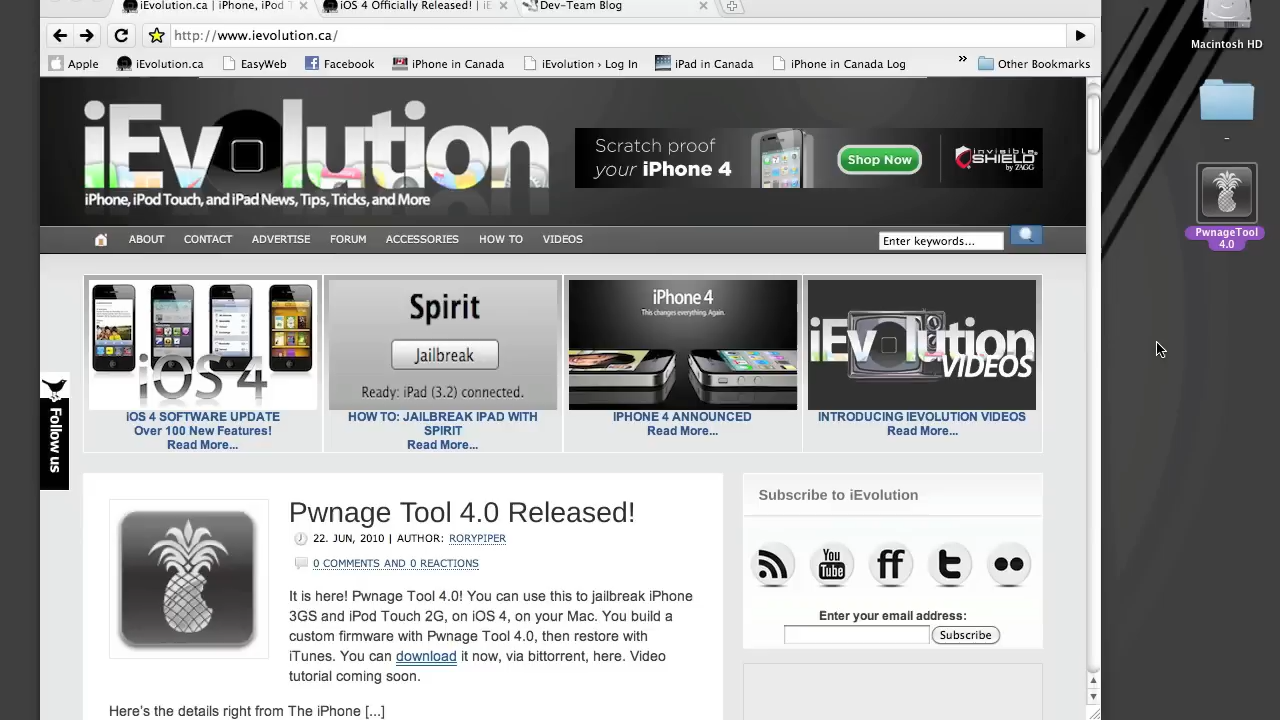 iEvolution.ca | iPhone, iPod T
iOS 4 Officially Released! | iE
Dev-Team Blog
http://www.ievolution.ca/
Apple
iEvolution.ca
EasyWeb
Facebook
iPhone in Canada
iEvolution › Log In
iPad in Canada
iPhone in Canada Log
»
Other Bookmarks
Macintosh HD
-
PwnageTool
4.0
iEvolution
iPhone, iPod Touch, and iPad News, Tips, Tricks, and More
Scratch proof
your iPhone 4
Shop Now
invisible
SHIELD
by ZAGG
ABOUT
CONTACT
ADVERTISE
FORUM
ACCESSORIES
HOW TO
VIDEOS
Enter keywords...
iOS 4
iOS 4 SOFTWARE UPDATE
Over 100 New Features!
Read More...
Spirit
Jailbreak
Ready: iPad (3.2) connected.
HOW TO: JAILBREAK IPAD WITH
SPIRIT
Read More...
iPhone 4
This changes everything. Again.
IPHONE 4 ANNOUNCED
Read More...
iEvolution
VIDEOS
INTRODUCING IEVOLUTION VIDEOS
Read More...
Follow us
Pwnage Tool 4.0 Released!
22. JUN, 2010 | AUTHOR: RORYPIPER
0 COMMENTS AND 0 REACTIONS
It is here! Pwnage Tool 4.0! You can use this to jailbreak iPhone
3GS and iPod Touch 2G, on iOS 4, on your Mac. You build a
custom firmware with Pwnage Tool 4.0, then restore with
iTunes. You can download it now, via bittorrent, here. Video
tutorial coming soon.
Here's the details right from The iPhone [...]
Subscribe to iEvolution
You
Tube
ff
t
Enter your email address:
Subscribe